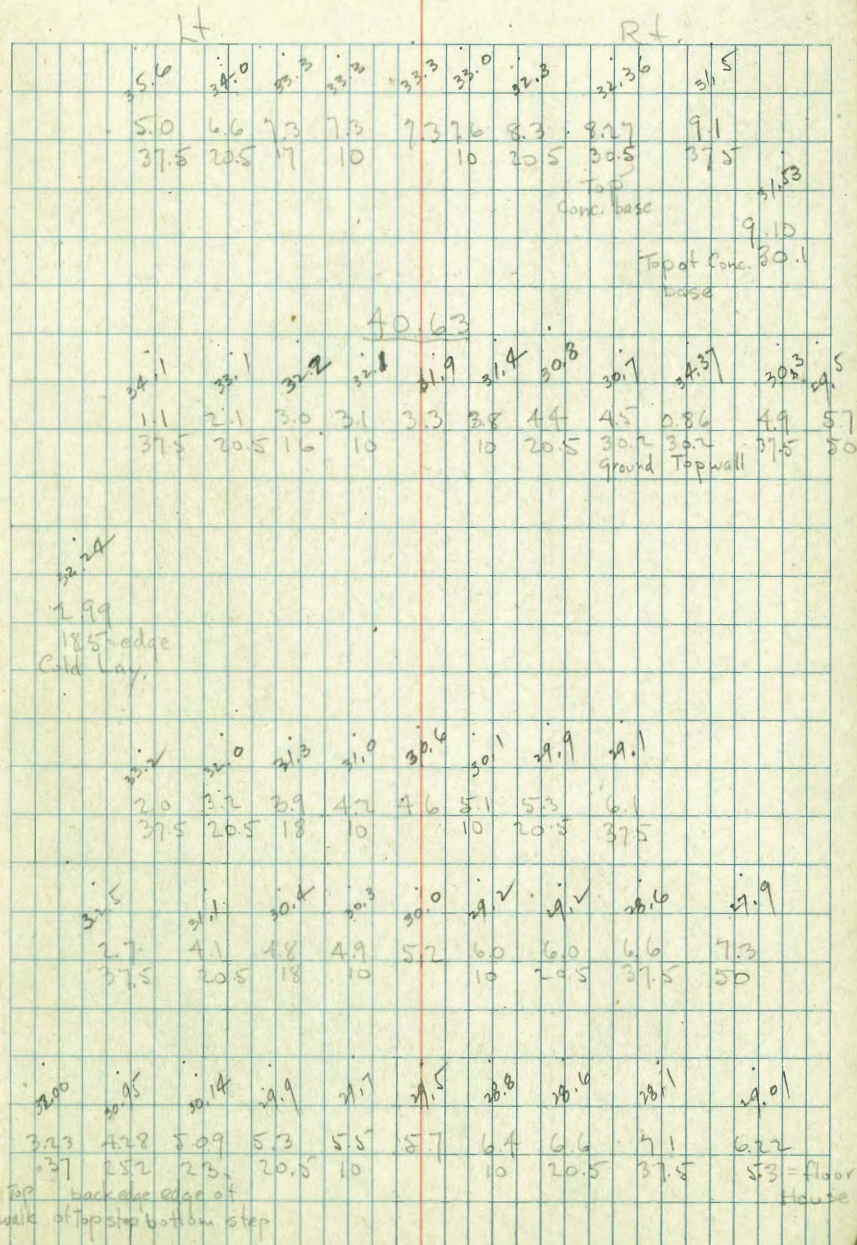 Lt. Rt.
35.6 34.0 33.3 33.3 33.3 33.0 32.3 32.36 31.5
5.0 6.6 7.3 7.3 7.3 7.6 8.3 8.27 9.1
37.5 20.5 17 10 10 20.5 30.5 37.5
Top
Conc. base
31.53
9.10
Top of Conc. 30.1
base
40.63
34.1 33.1 32.2 32.1 31.9 31.4 30.8 30.7 34.37 30.3 29.5
1.1 2.1 3.0 3.1 3.3 3.8 4.4 4.5 0.86 4.9 5.7
37.5 20.5 16 10 10 20.5 30.2 30.2 37.5 50
Ground Top wall
32.24
2.99
18.5-edge
Cold Lay.
33.2 32.0 31.3 31.0 30.6 30.1 29.9 29.1
2.0 3.2 3.9 4.2 4.6 5.1 5.3 6.1
37.5 20.5 18 10 10 20.5 37.5
32.5 31.1 30.4 30.3 30.0 29.2 29.2 28.6 27.9
2.7 4.1 4.8 4.9 5.2 6.0 6.0 6.6 7.3
37.5 20.5 18 10 10 20.5 37.5 50
32.00 30.95 30.14 29.9 29.7 29.5 28.8 28.6 28.1 29.01
3.23 4.28 5.09 5.3 5.5 5.7 6.4 6.6 7.1 6.22
37 25.2 23. 20.5 10 10 20.5 37.5 53 = floor
Top back edge edge of House
walk of Top step bottom step